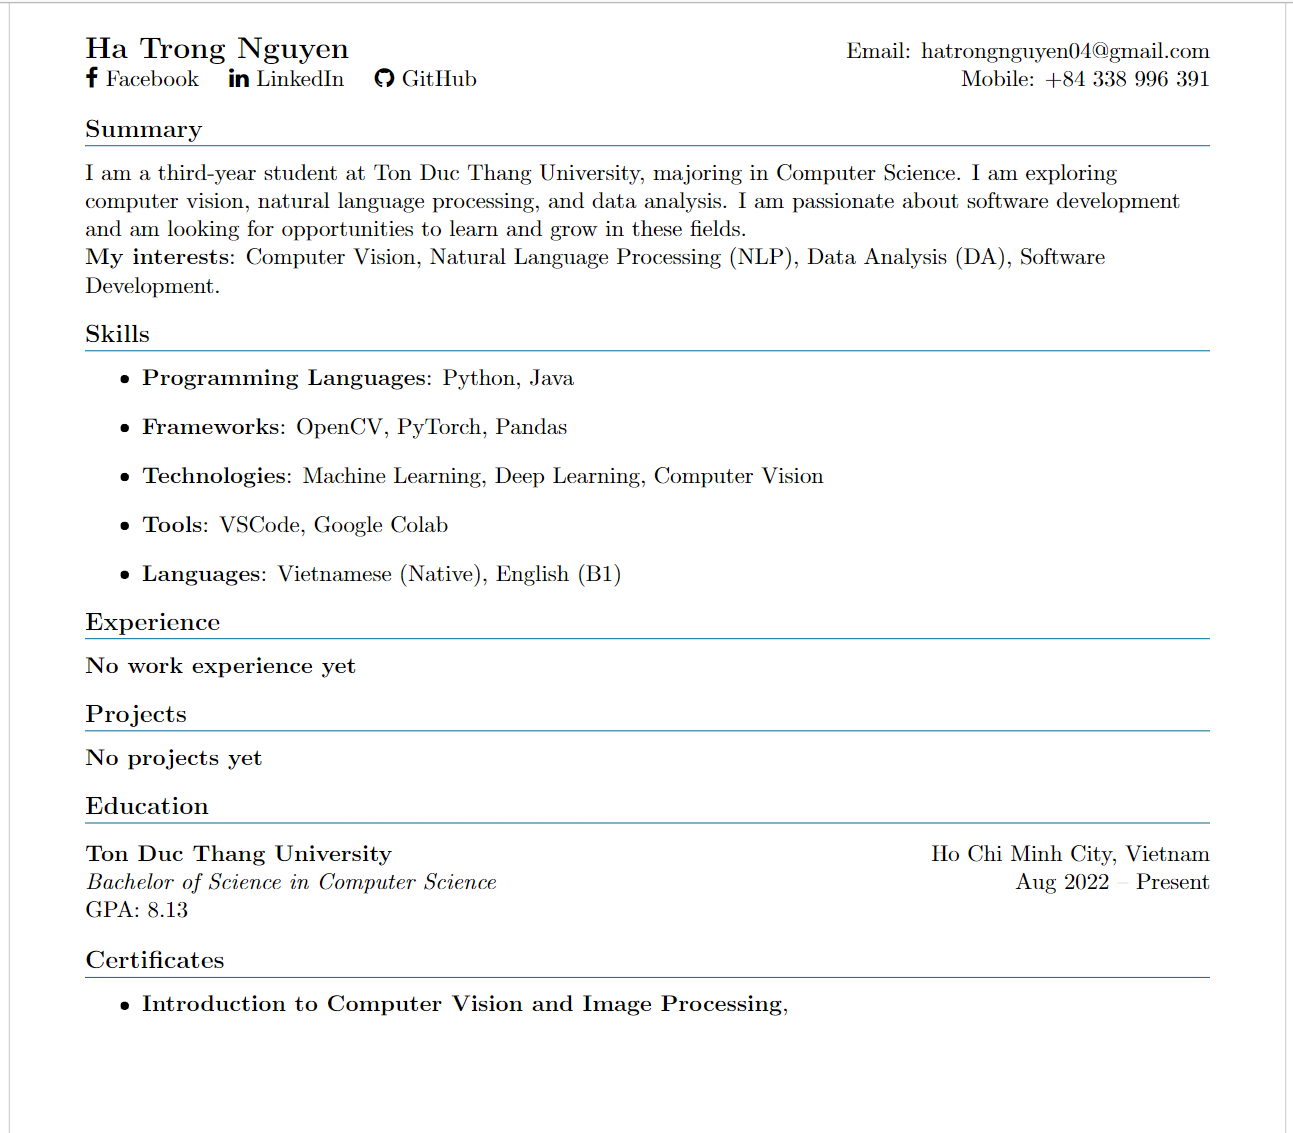 Ha Trong Nguyen
Email: hatrongnguyen04@gmail.com
Facebook LinkedIn GitHub
Mobile: +84 338 996 391
Summary
I am a third-year student at Ton Duc Thang University, majoring in Computer Science. I am exploring
computer vision, natural language processing, and data analysis. I am passionate about software development
and am looking for opportunities to learn and grow in these fields.
My interests: Computer Vision, Natural Language Processing (NLP), Data Analysis (DA), Software
Development.
Skills
• Programming Languages: Python, Java
• Frameworks: OpenCV, PyTorch, Pandas
• Technologies: Machine Learning, Deep Learning, Computer Vision
• Tools: VSCode, Google Colab
• Languages: Vietnamese (Native), English (B1)
Experience
No work experience yet
Projects
No projects yet
Education
Ton Duc Thang University
Ho Chi Minh City, Vietnam
Bachelor of Science in Computer Science
Aug 2022 – Present
GPA: 8.13
Certificates
• Introduction to Computer Vision and Image Processing,